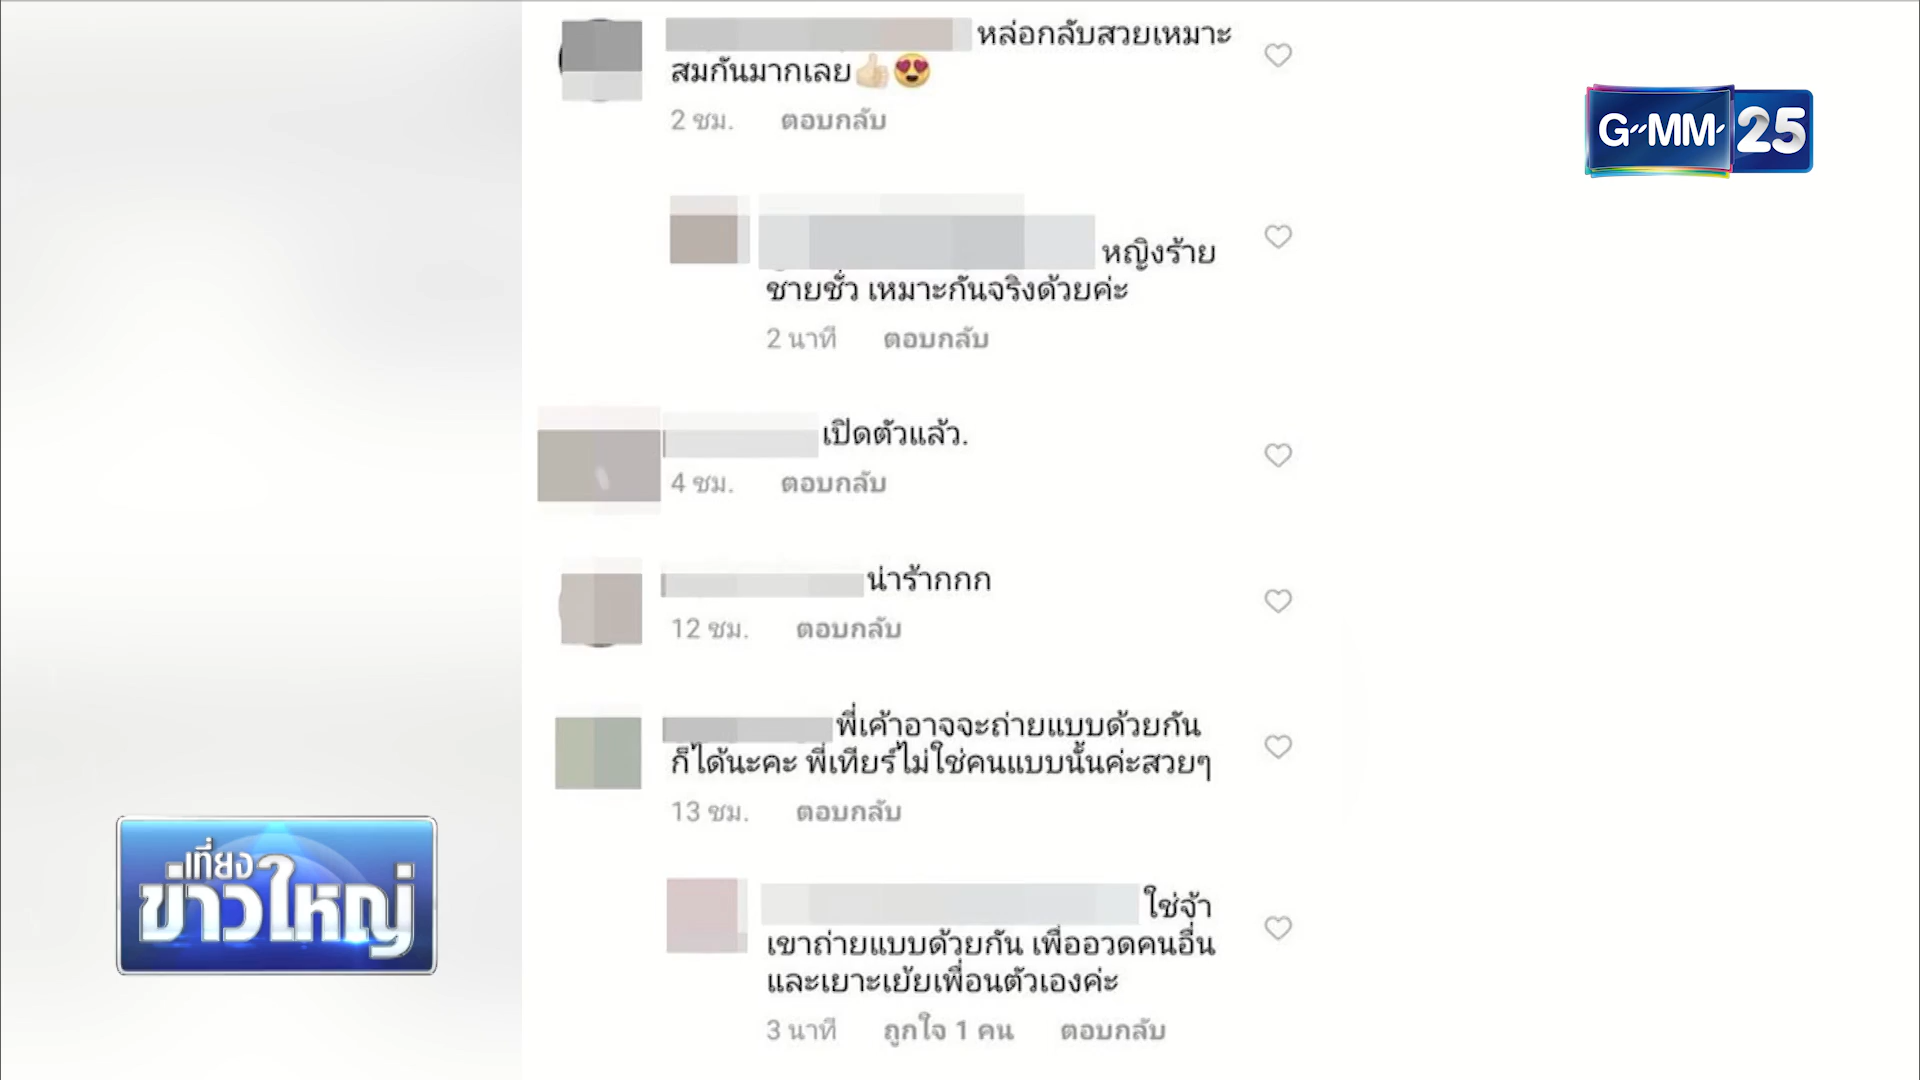 หล่อกลับสวยเหมาะ
สมกันมากเลย👍🏻😍
2 ชม. ตอบกลับ
G-MM 25
หญิงร้าย
ชายชั่ว เหมาะกันจริงด้วยค่ะ
2 นาที ตอบกลับ
เปิดตัวแล้ว.
4 ชม. ตอบกลับ
น่าร้ากกก
12 ชม. ตอบกลับ
พี่เค้าอาจจะถ่ายแบบด้วยกัน
ก็ได้นะคะ พี่เทียร์ไม่ใช่คนแบบนั้นค่ะสวยๆ
13 ชม. ตอบกลับ
เที่ยง
ข่าวใหญ่
ใช่จ้า
เขาถ่ายแบบด้วยกัน เพื่ออวดคนอื่น
และเยาะเย้ยเพื่อนตัวเองค่ะ
3 นาที ถูกใจ 1 คน ตอบกลับ